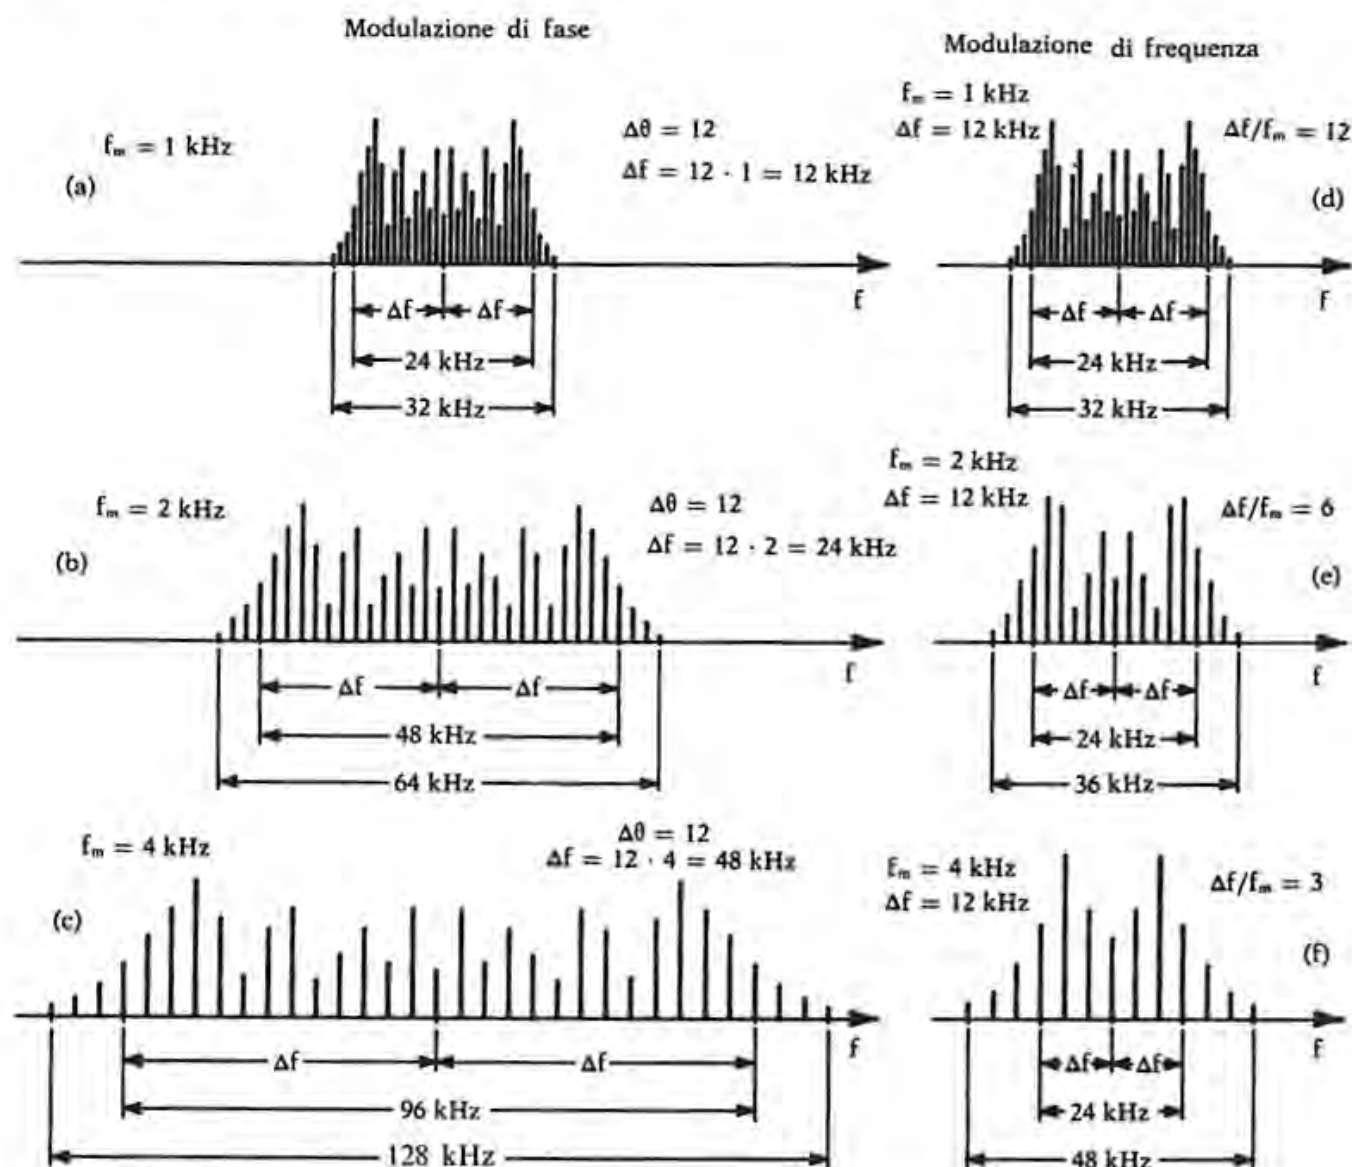 Modulazione di fase
Modulazione di frequenza
(a)
fₘ = 1 kHz
Δθ = 12
Δf = 12 · 1 = 12 kHz
f
Δf
Δf
24 kHz
32 kHz
fₘ = 1 kHz
Δf = 12 kHz
Δf/fₘ = 12
(d)
f
Δf
Δf
24 kHz
32 kHz
(b)
fₘ = 2 kHz
Δθ = 12
Δf = 12 · 2 = 24 kHz
f
Δf
Δf
48 kHz
64 kHz
fₘ = 2 kHz
Δf = 12 kHz
Δf/fₘ = 6
(e)
f
Δf
Δf
24 kHz
36 kHz
(c)
fₘ = 4 kHz
Δθ = 12
Δf = 12 · 4 = 48 kHz
f
Δf
Δf
96 kHz
128 kHz
fₘ = 4 kHz
Δf = 12 kHz
Δf/fₘ = 3
(f)
f
Δf
Δf
24 kHz
48 kHz